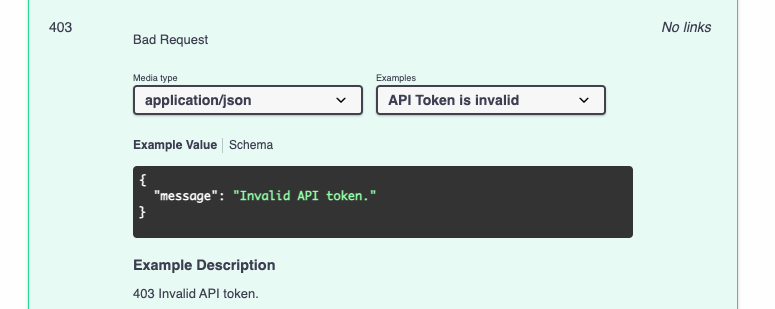 403
No links
Bad Request
Media type
Examples
application/json
API Token is invalid
Example Value
Schema
{
"message": "Invalid API token."
}
Example Description
403 Invalid API token.